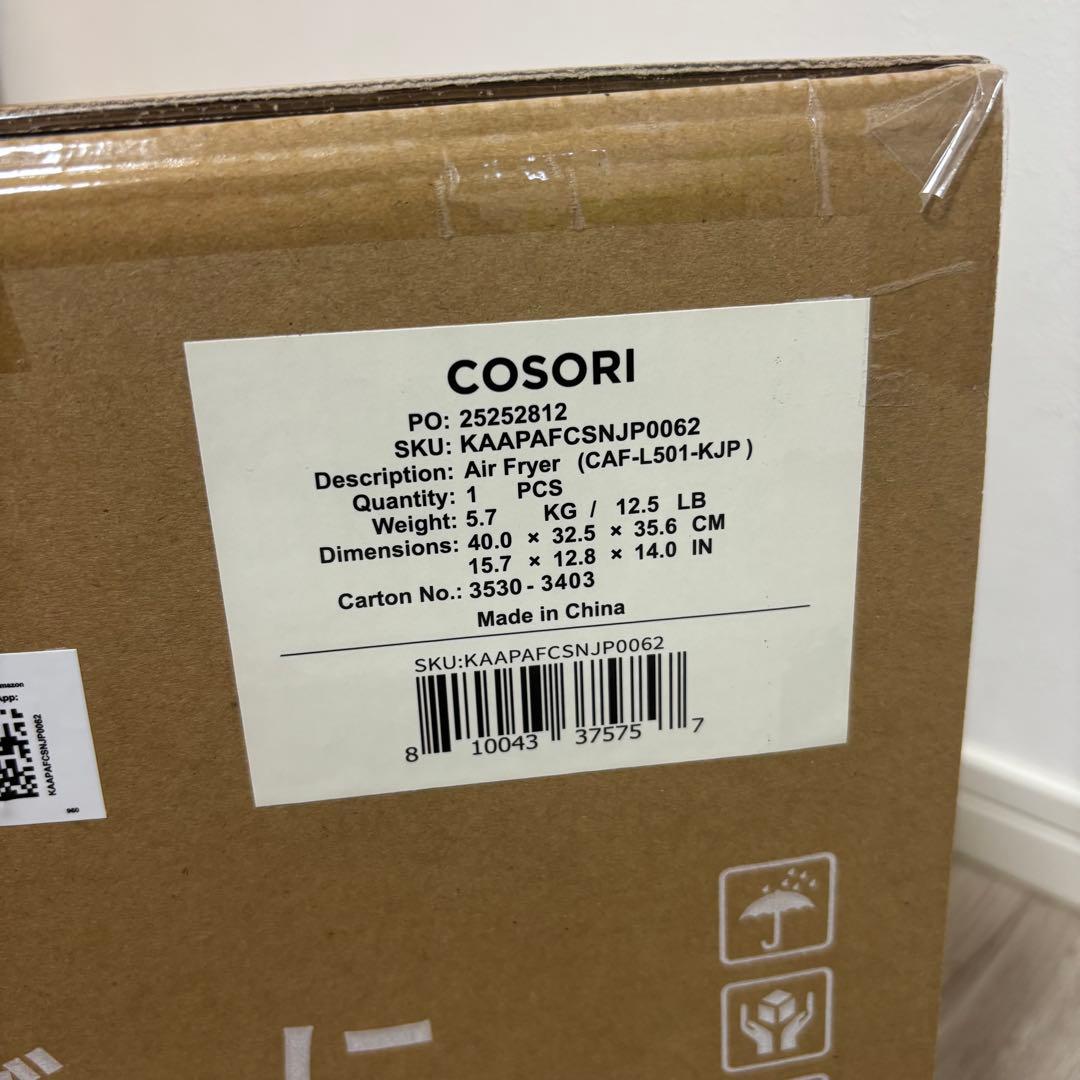 COSORI
PO: 25252812
SKU: KAAPAFCSNJP0062
Description: Air Fryer (CAF-L501-KJP)
Quantity: 1 PCS
Weight: 5.7 KG / 12.5 LB
Dimensions: 40.0 × 32.5 × 35.6 CM
15.7 × 12.8 × 14.0 IN
Carton No.: 3530 - 3403
Made in China
SKU:KAAPAFCSNJP0062
8 10043 37575 7
KAAPAFCSNJP0062